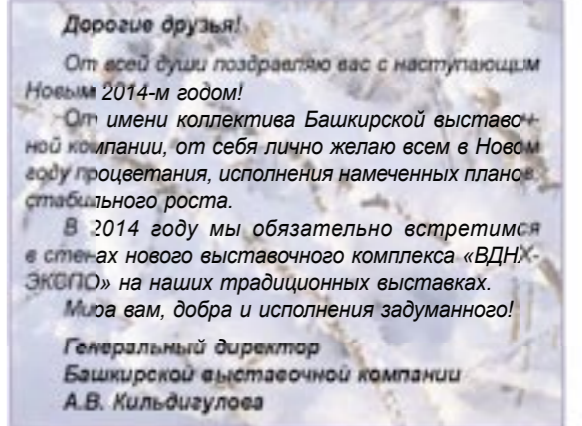 Дорогие друзья!
От всей души поздравляю вас с наступающим
Новым 2014-м годом!
От имени коллектива Башкирской выставоч-
ной компании, от себя лично желаю всем в Новом
году процветания, исполнения намеченных планов,
стабильного роста.
В 2014 году мы обязательно встретимся
в стенах нового выставочного комплекса «ВДНХ-
ЭКСПО» на наших традиционных выставках.
Мира вам, добра и исполнения задуманного!
Генеральный директор
Башкирской выставочной компании
А.В. Кильдигулова